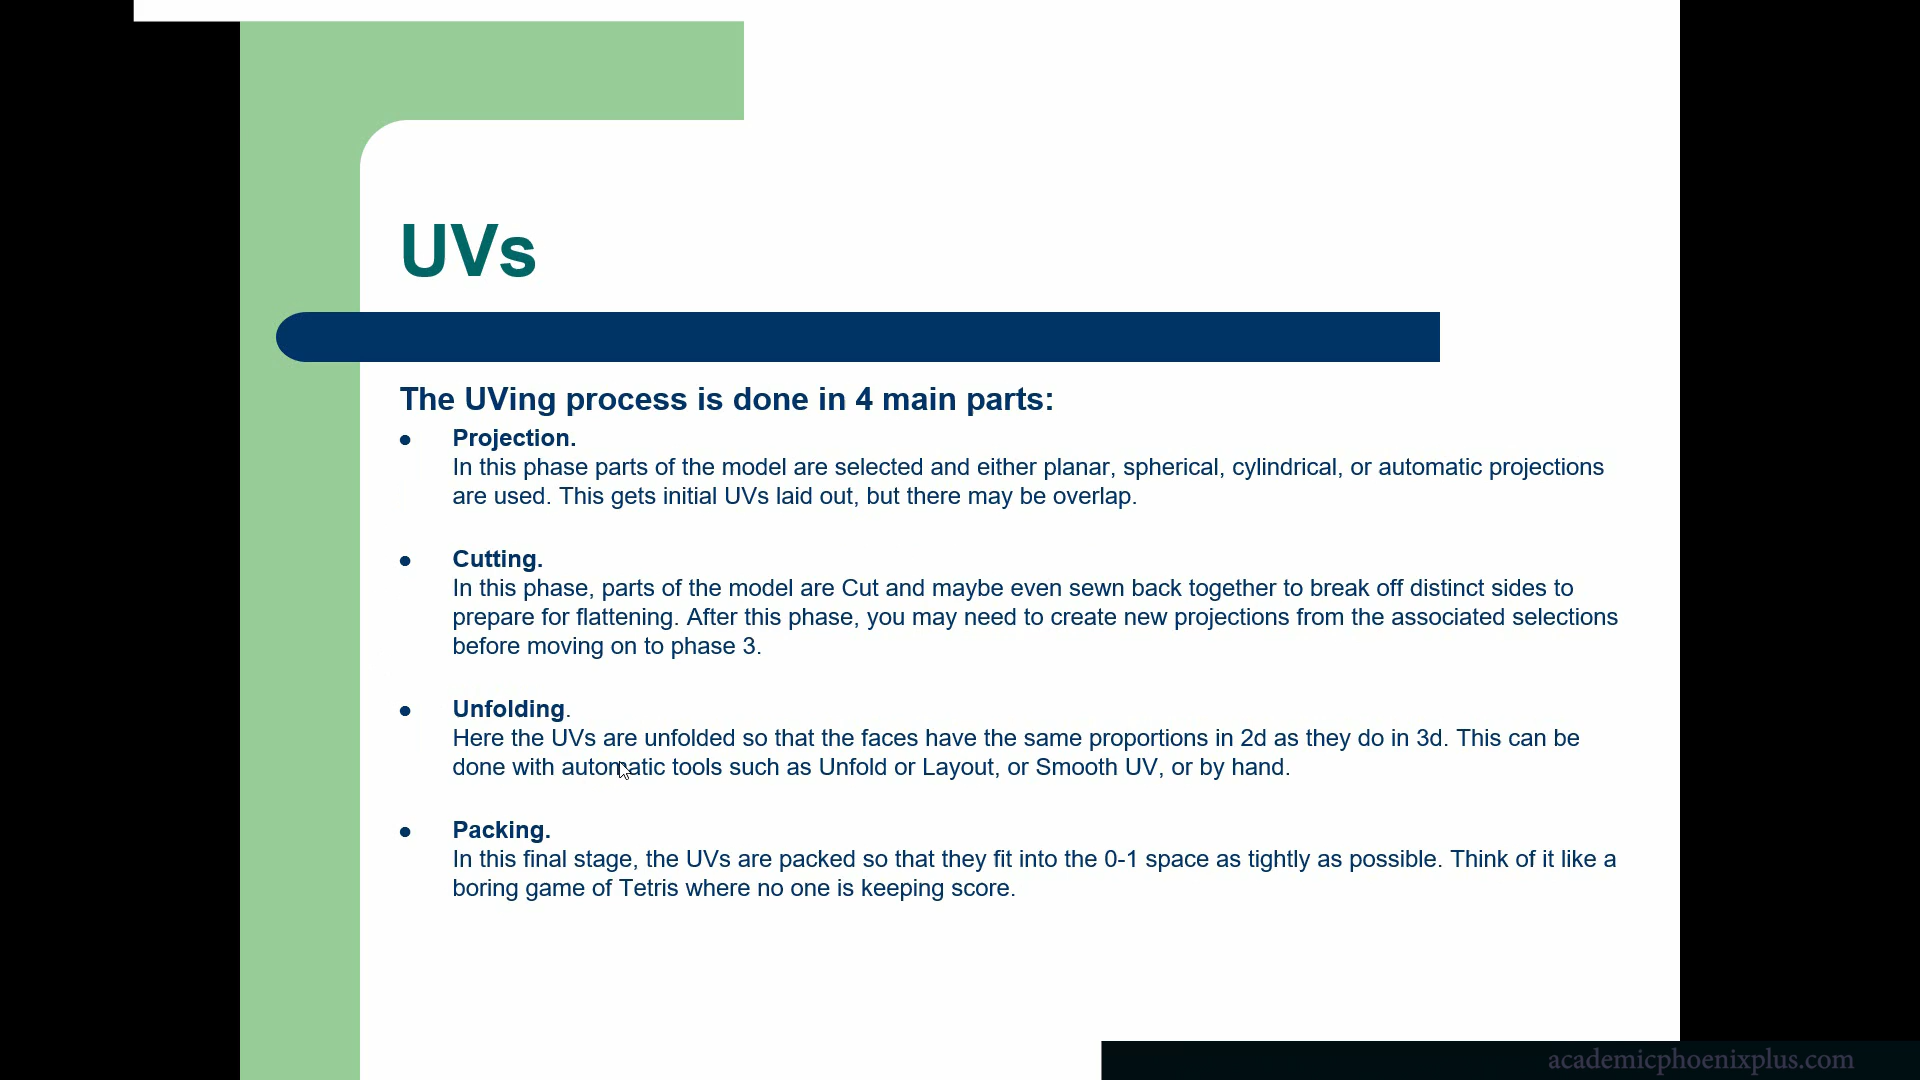 UVs
The UVing process is done in 4 main parts:
● Projection.
In this phase parts of the model are selected and either planar, spherical, cylindrical, or automatic projections
are used. This gets initial UVs laid out, but there may be overlap.
● Cutting.
In this phase, parts of the model are Cut and maybe even sewn back together to break off distinct sides to
prepare for flattening. After this phase, you may need to create new projections from the associated selections
before moving on to phase 3.
● Unfolding.
Here the UVs are unfolded so that the faces have the same proportions in 2d as they do in 3d. This can be
done with automatic tools such as Unfold or Layout, or Smooth UV, or by hand.
● Packing.
In this final stage, the UVs are packed so that they fit into the 0-1 space as tightly as possible. Think of it like a
boring game of Tetris where no one is keeping score.
academicphoenixplus.com